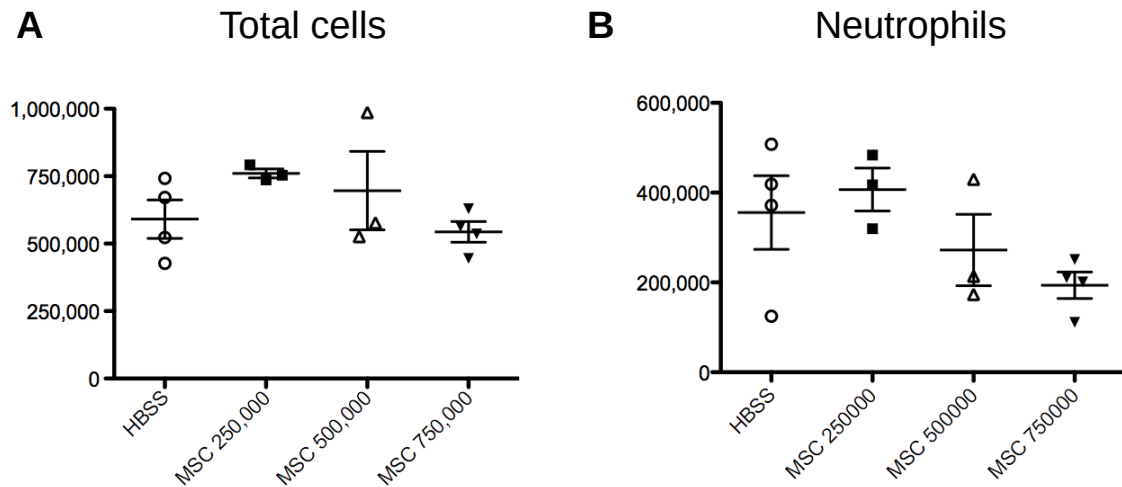 A Total cells
1,000,000
750,000
500,000
250,000
0
HBSS
MSC 250,000
MSC 500,000
MSC 750,000
B Neutrophils
600,000
400,000
200,000
0
HBSS
MSC 250000
MSC 500000
MSC 750000